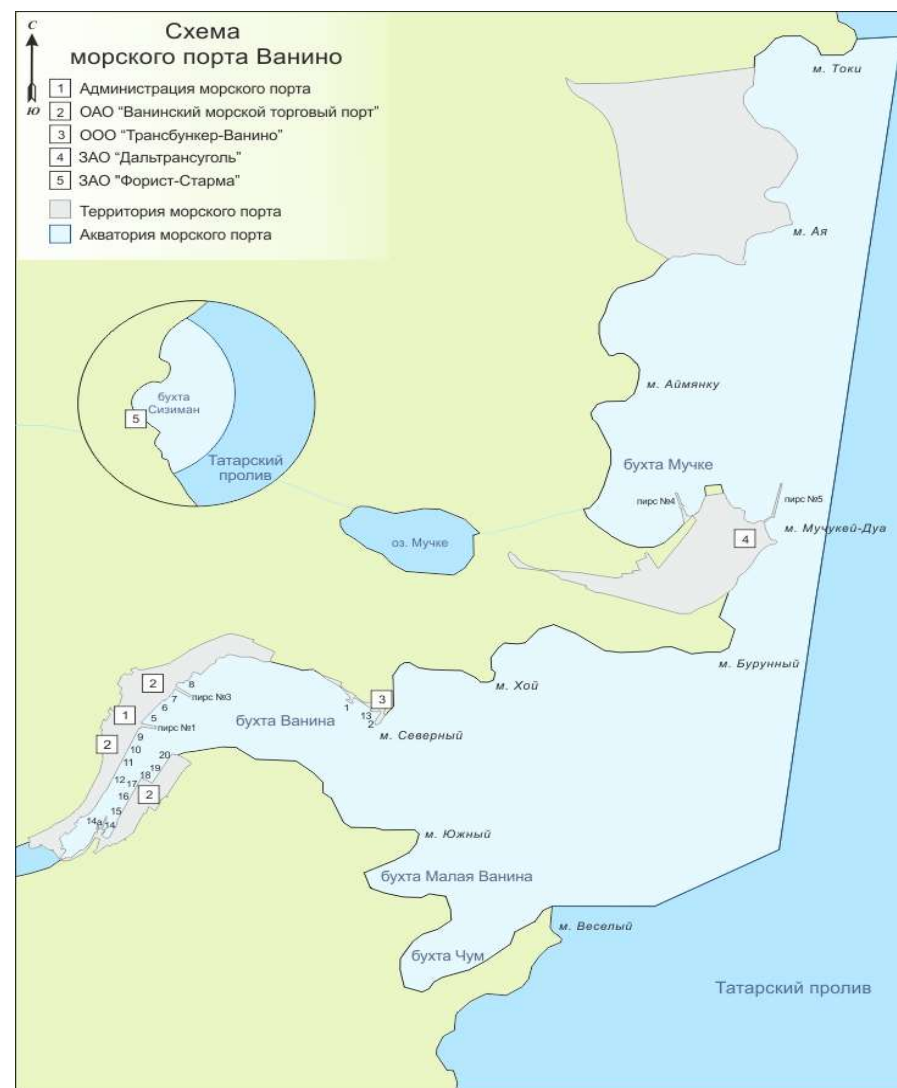 С
Ю
Схема
морского порта Ванино
1 Администрация морского порта
2 ОАО “Ванинский морской торговый порт”
3 ООО “Трансбункер-Ванино”
4 ЗАО “Дальтрансуголь”
5 ЗАО "Форист-Старма"
Территория морского порта
Акватория морского порта
м. Токи
м. Ая
м. Аймянку
бухта
Сизиман
5
Татарский
пролив
бухта Мучке
пирс №4
пирс №5
м. Мучукей-Дуа
4
оз. Мучке
м. Бурунный
м. Хой
2
8
7
пирс №3
6
1
5
пирс №1
3
1
13
2
м. Северный
бухта Ванина
2
9
10
11
20
19
18
12
17
2
16
15
14а
14
м. Южный
бухта Малая Ванина
м. Веселый
бухта Чум
Татарский пролив